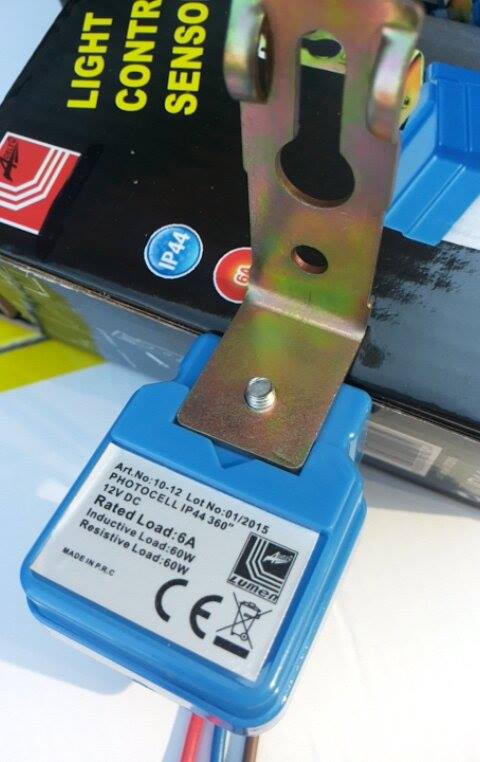 LIGHT
CONTR
SENSO
IP44
6A
Art.No:10-12 Lot No:01/2015
PHOTOCELL IP44 360"
12V DC
Rated Load:6A
Inductive Load:60W
Resistive Load:60W
MADE IN P.R.C
Lumen
CE